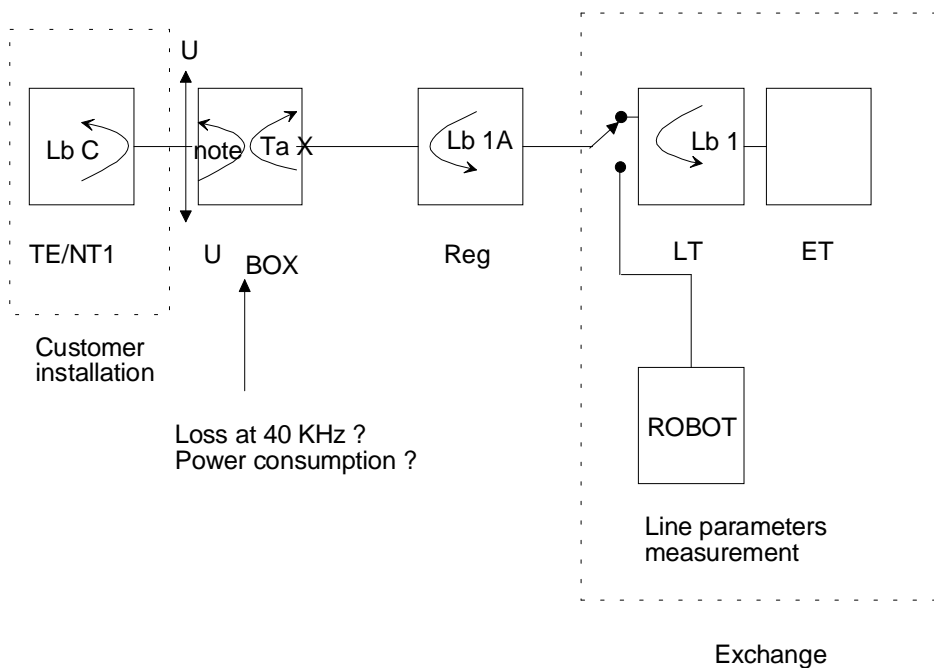 U
Lb C
note
Ta X
Lb 1A
Lb 1
TE/NT1
U
BOX
Reg
LT
ET
Customer
installation
Loss at 40 KHz ?
Power consumption ?
ROBOT
Line parameters
measurement
Exchange